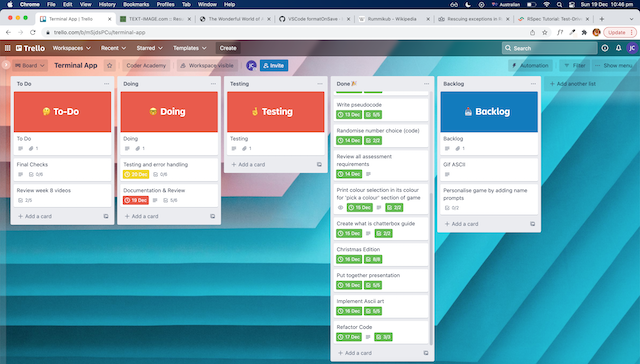 Chrome File Edit View History Bookmarks Profiles Tab Window Help
Australian
Sun 19 Dec 10:46 pm
Terminal App | Trello
TEXT-IMAGE.com
The Wonderful World of
VSCode formatOnSave
Rummikub - Wikipedia
Rescuing exceptions in
RSpec Tutorial: Test-Driv
trello.com/b/m5jdsPCu/terminal-app
Update
Trello
Workspaces
Recent
Starred
Templates
Create
Search
JC
Board
Terminal App
Coder Academy
Workspace visible
JC
Invite
Automation
Filter
Show menu
To Do
To-Do
To Do
1
Final Checks
0/6
Review week 8 videos
2/5
+ Add a card
Doing
Doing
Doing
1
Testing and error handling
20 Dec
0/6
Documentation & Review
19 Dec
5/5
+ Add a card
Testing
Testing
Testing
1
+ Add a card
Done
Write pseudocode
13 Dec
5/5
Randomise number choice (code)
14 Dec
2/2
Review all assessment
requirements
14 Dec
Print colour selection in its colour
for 'pick a colour' section of game
15 Dec
2/2
Create what is chatterbox guide
15 Dec
2/2
Christmas Edition
16 Dec
8/8
Put together presentation
16 Dec
5/5
Implement Ascii art
16 Dec
5/5
Refactor Code
17 Dec
3/3
+ Add a card
Backlog
Backlog
Backlog
1
Gif ASCII
Personalise game by adding name
prompts
0/2
+ Add a card
+ Add another list